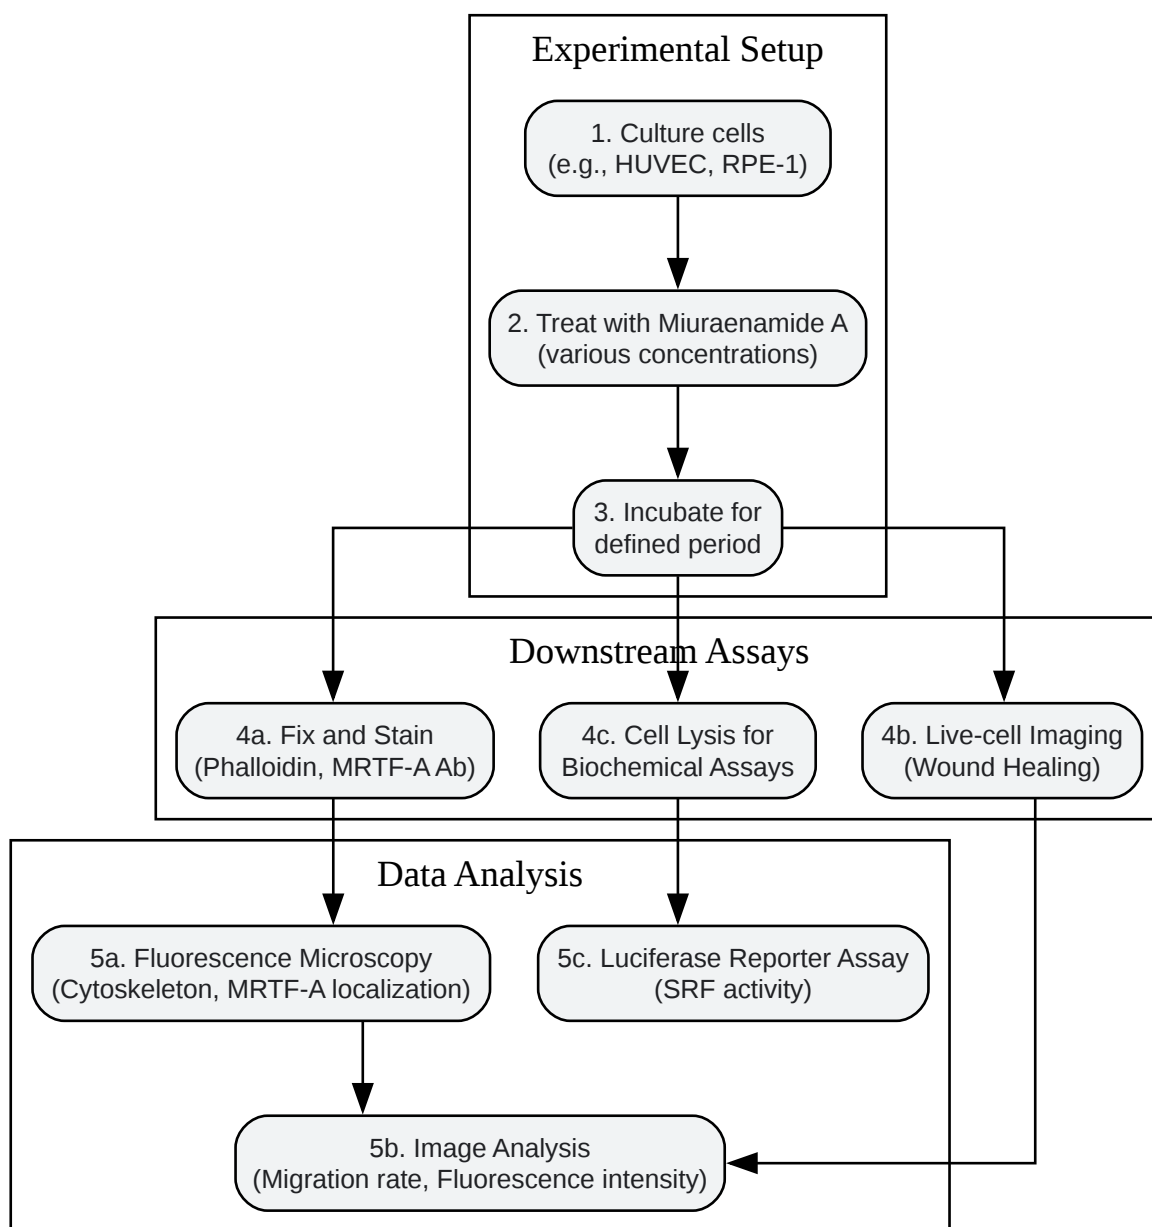 Experimental Setup
1. Culture cells
(e.g., HUVEC, RPE-1)
2. Treat with Miuraenamide A
(various concentrations)
3. Incubate for
defined period
Downstream Assays
4a. Fix and Stain
(Phalloidin, MRTF-A Ab)
4c. Cell Lysis for
Biochemical Assays
4b. Live-cell Imaging
(Wound Healing)
Data Analysis
5a. Fluorescence Microscopy
(Cytoskeleton, MRTF-A localization)
5c. Luciferase Reporter Assay
(SRF activity)
5b. Image Analysis
(Migration rate, Fluorescence intensity)